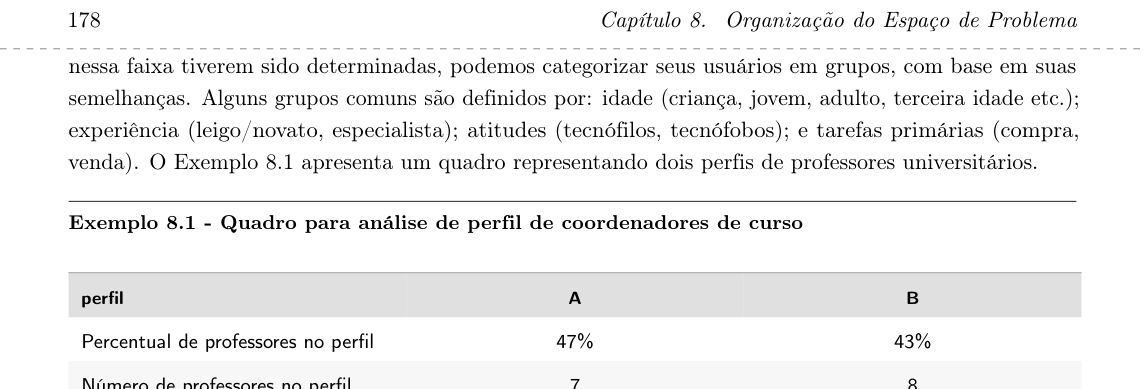 178 Capítulo 8. Organização do Espaço de Problema
nessa faixa tiverem sido determinadas, podemos categorizar seus usuários em grupos, com base em suas
semelhanças. Alguns grupos comuns são definidos por: idade (criança, jovem, adulto, terceira idade etc.);
experiência (leigo/novato, especialista); atitudes (tecnófilos, tecnófobos); e tarefas primárias (compra,
venda). O Exemplo 8.1 apresenta um quadro representando dois perfis de professores universitários.
Exemplo 8.1 - Quadro para análise de perfil de coordenadores de curso
perfil A B
Percentual de professores no perfil 47% 43%
Número de professores no perfil 7 8